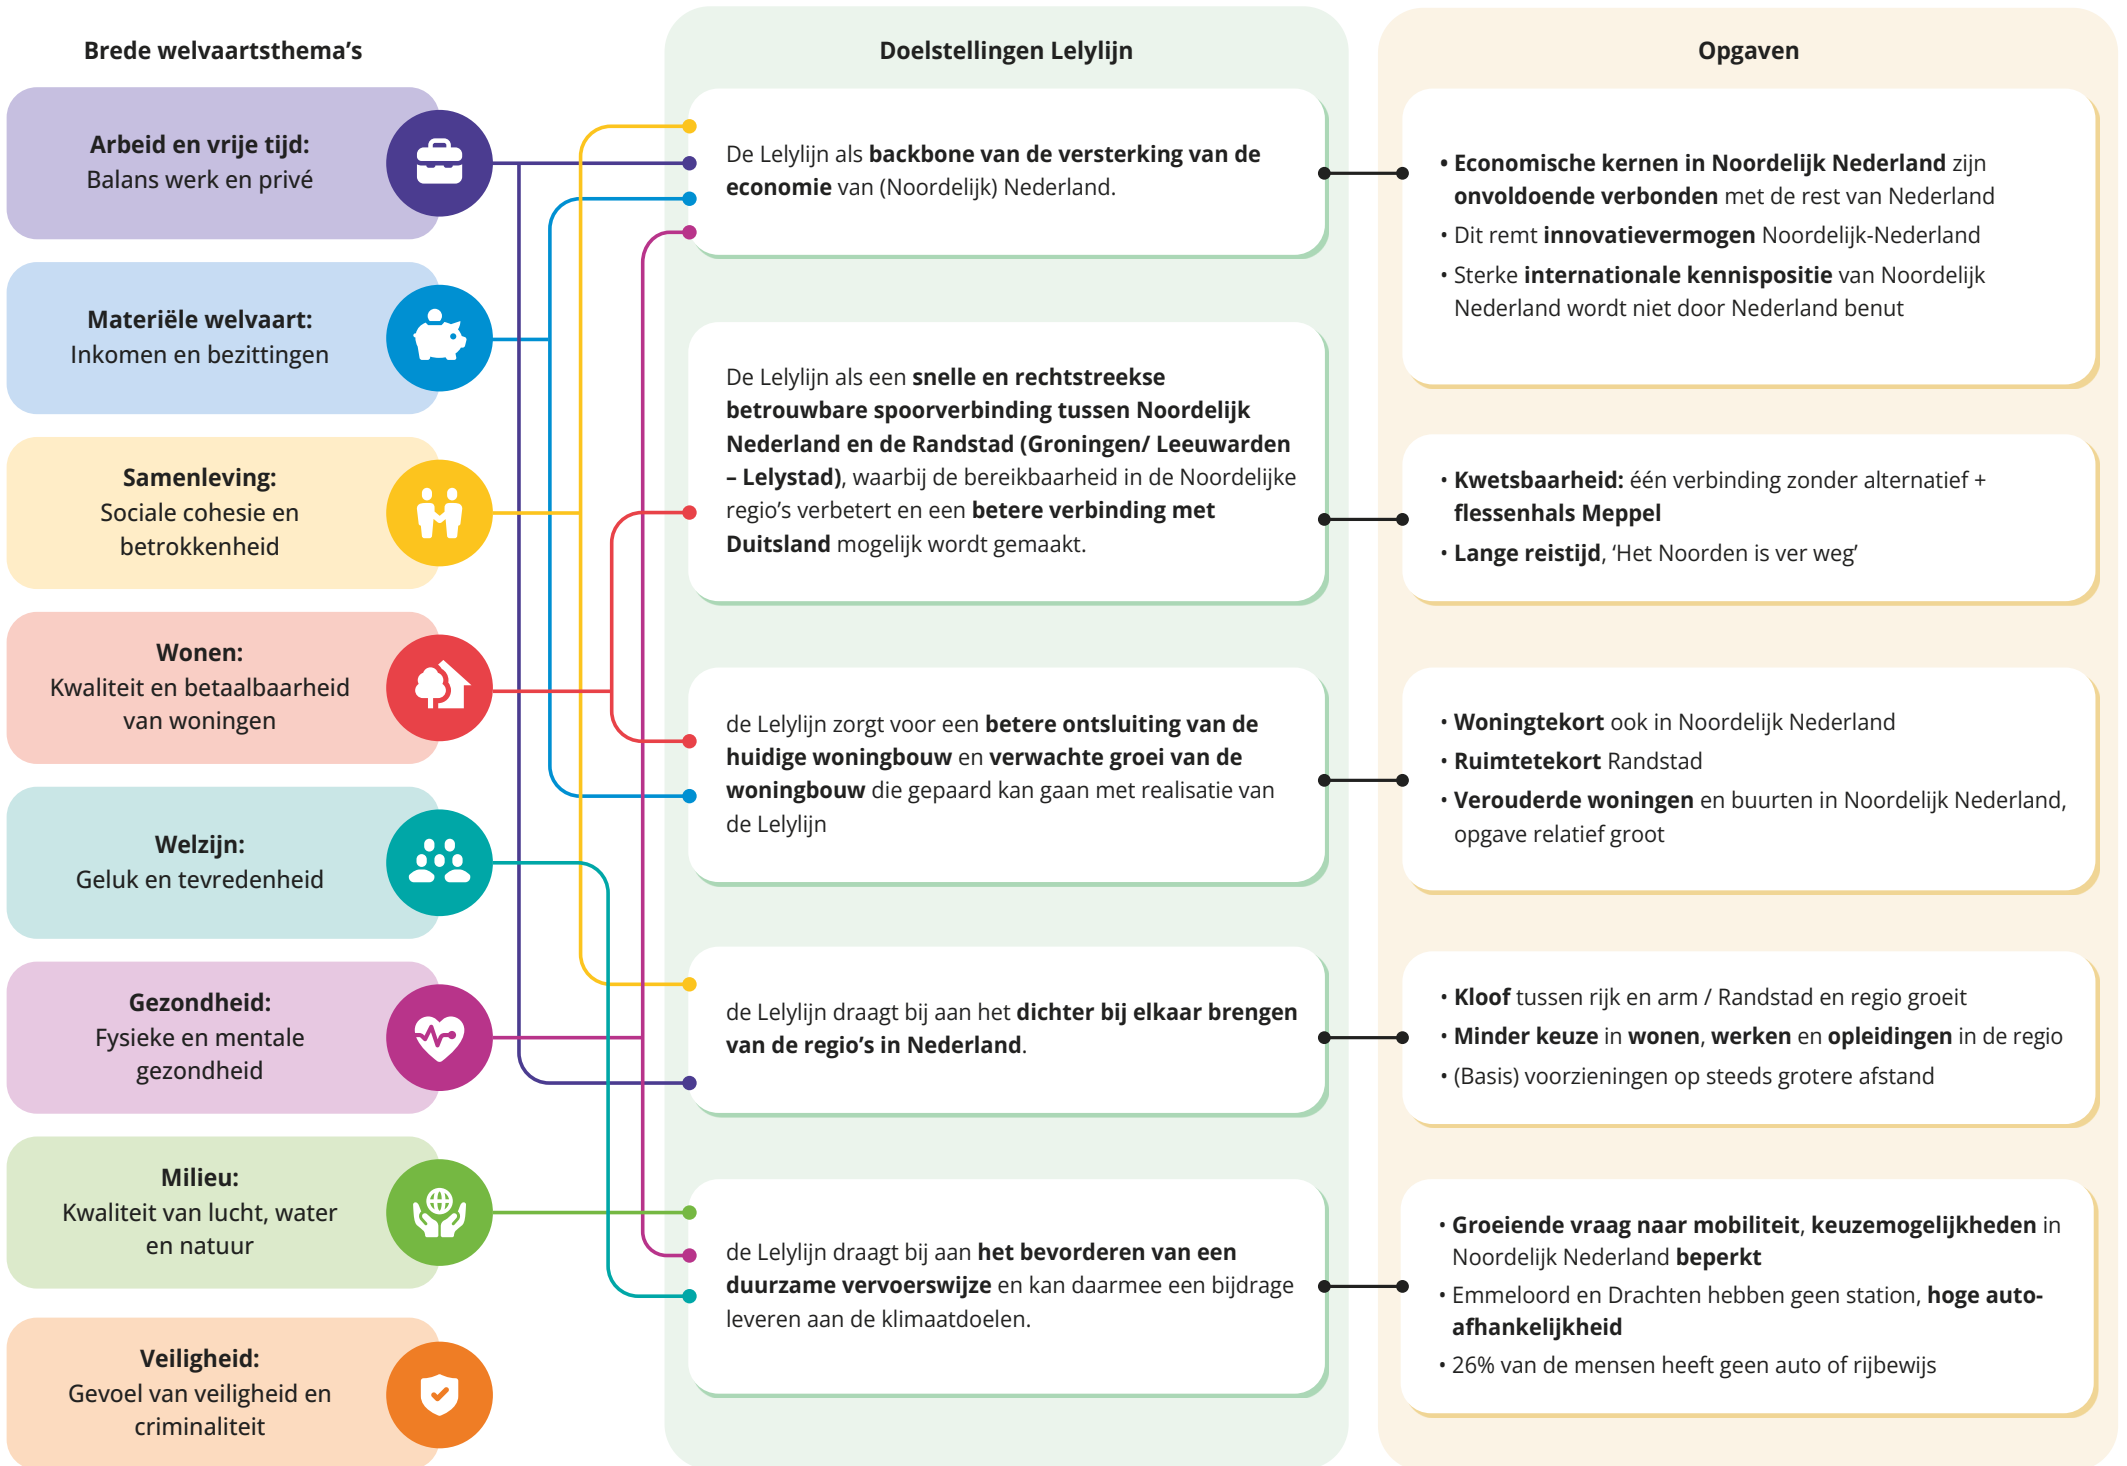 Brede welvaartsthema's
Arbeid en vrije tijd:
Balans werk en privé
Materiële welvaart:
Inkomen en bezittingen
Samenleving:
Sociale cohesie en
betrokkenheid
Wonen:
Kwaliteit en betaalbaarheid
van woningen
Welzijn:
Geluk en tevredenheid
Gezondheid:
Fysieke en mentale
gezondheid
Milieu:
Kwaliteit van lucht, water
en natuur
Veiligheid:
Gevoel van veiligheid en
criminaliteit
Doelstellingen Lelylijn
De Lelylijn als backbone van de versterking van de
economie van (Noordelijk) Nederland.
De Lelylijn als een snelle en rechtstreekse
betrouwbare spoorverbinding tussen Noordelijk
Nederland en de Randstad (Groningen/ Leeuwarden
– Lelystad), waarbij de bereikbaarheid in de Noordelijke
regio's verbetert en een betere verbinding met
Duitsland mogelijk wordt gemaakt.
de Lelylijn zorgt voor een betere ontsluiting van de
huidige woningbouw en verwachte groei van de
woningbouw die gepaard kan gaan met realisatie van
de Lelylijn
de Lelylijn draagt bij aan het dichter bij elkaar brengen
van de regio's in Nederland.
de Lelylijn draagt bij aan het bevorderen van een
duurzame vervoerswijze en kan daarmee een bijdrage
leveren aan de klimaatdoelen.
Opgaven
• Economische kernen in Noordelijk Nederland zijn
onvoldoende verbonden met de rest van Nederland
• Dit remt innovatievermogen Noordelijk-Nederland
• Sterke internationale kennispositie van Noordelijk
Nederland wordt niet door Nederland benut
• Kwetsbaarheid: één verbinding zonder alternatief +
flessenhals Meppel
• Lange reistijd, 'Het Noorden is ver weg'
• Woningtekort ook in Noordelijk Nederland
• Ruimtetekort Randstad
• Verouderde woningen en buurten in Noordelijk Nederland,
opgave relatief groot
• Kloof tussen rijk en arm / Randstad en regio groeit
• Minder keuze in wonen, werken en opleidingen in de regio
• (Basis) voorzieningen op steeds grotere afstand
• Groeiende vraag naar mobiliteit, keuzemogelijkheden in
Noordelijk Nederland beperkt
• Emmeloord en Drachten hebben geen station, hoge auto-
afhankelijkheid
• 26% van de mensen heeft geen auto of rijbewijs